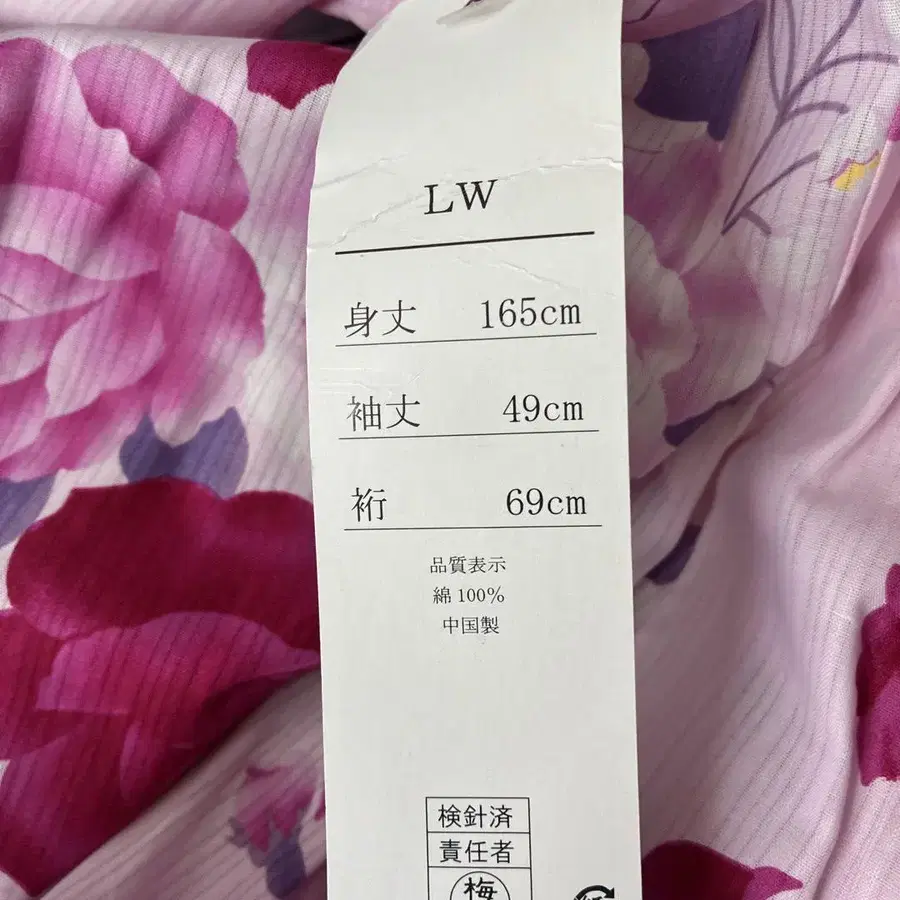 LW
身丈 165cm
袖丈 49cm
裄 69cm
品質表示
綿 100%
中国製
検針済
責任者
梅